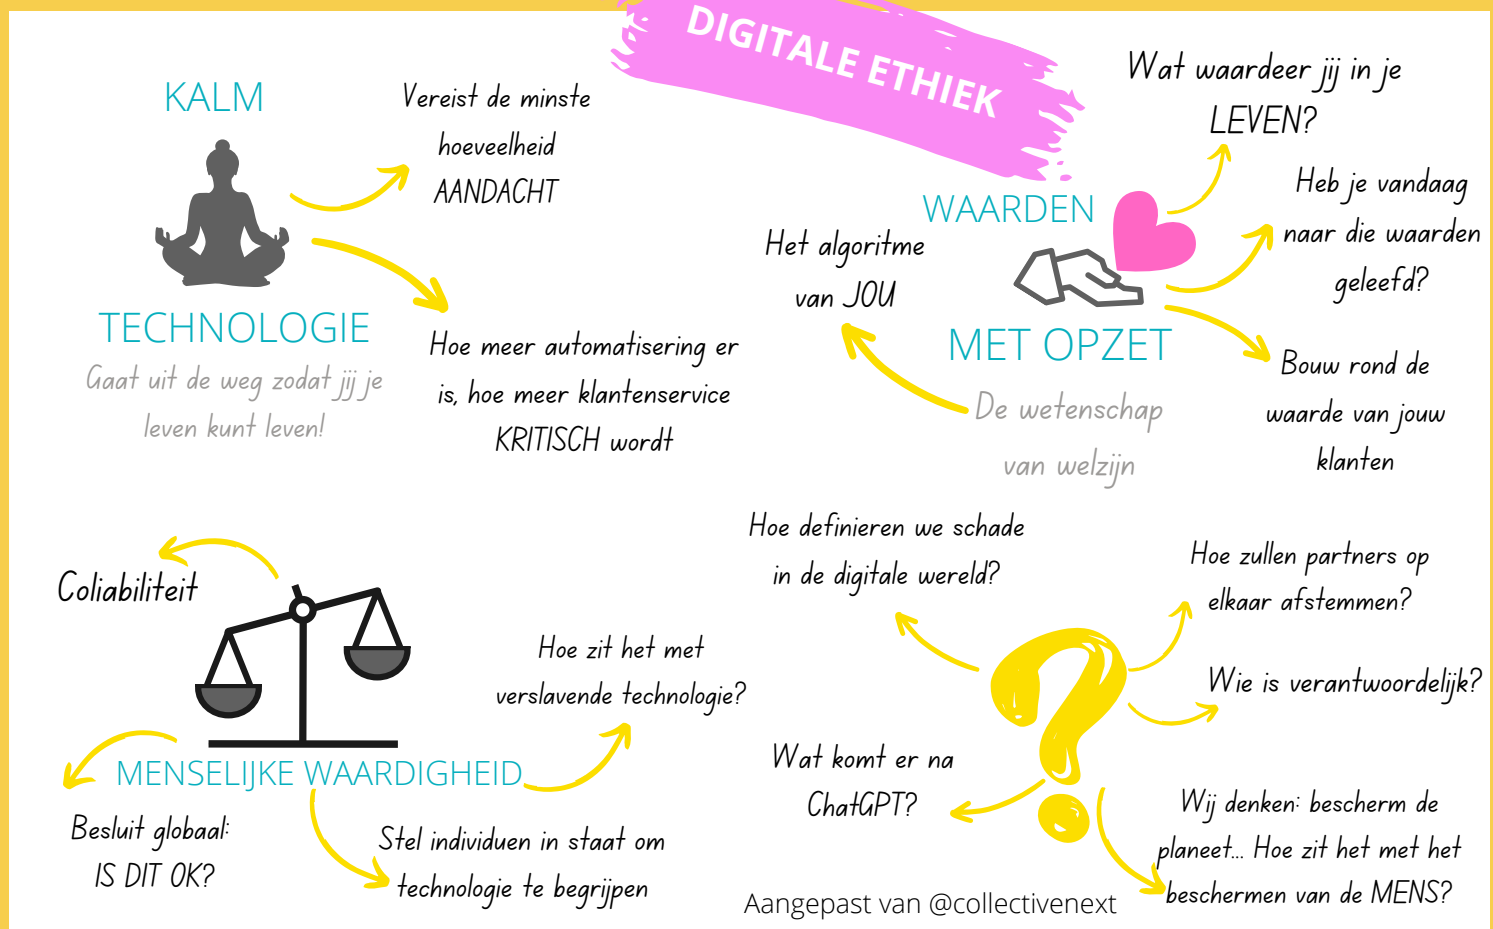 DIGITALE ETHIEK
KALM
TECHNOLOGIE
Gaat uit de weg zodat jij je
leven kunt leven!
Vereist de minste
hoeveelheid
AANDACHT
Hoe meer automatisering er
is, hoe meer klantenservice
KRITISCH wordt
WAARDEN
MET OPZET
De wetenschap
van welzijn
Het algoritme
van JOU
Wat waardeer jij in je
LEVEN?
Heb je vandaag
naar die waarden
geleefd?
Bouw rond de
waarde van jouw
klanten
Coliabiliteit
MENSELIJKE WAARDIGHEID
Besluit globaal:
IS DIT OK?
Stel individuen in staat om
technologie te begrijpen
Hoe zit het met
verslavende technologie?
Hoe definieren we schade
in de digitale wereld?
Hoe zullen partners op
elkaar afstemmen?
Wie is verantwoordelijk?
?
Wat komt er na
ChatGPT?
Wij denken: bescherm de
planeet... Hoe zit het met het
beschermen van de MENS?
Aangepast van @collectivenext